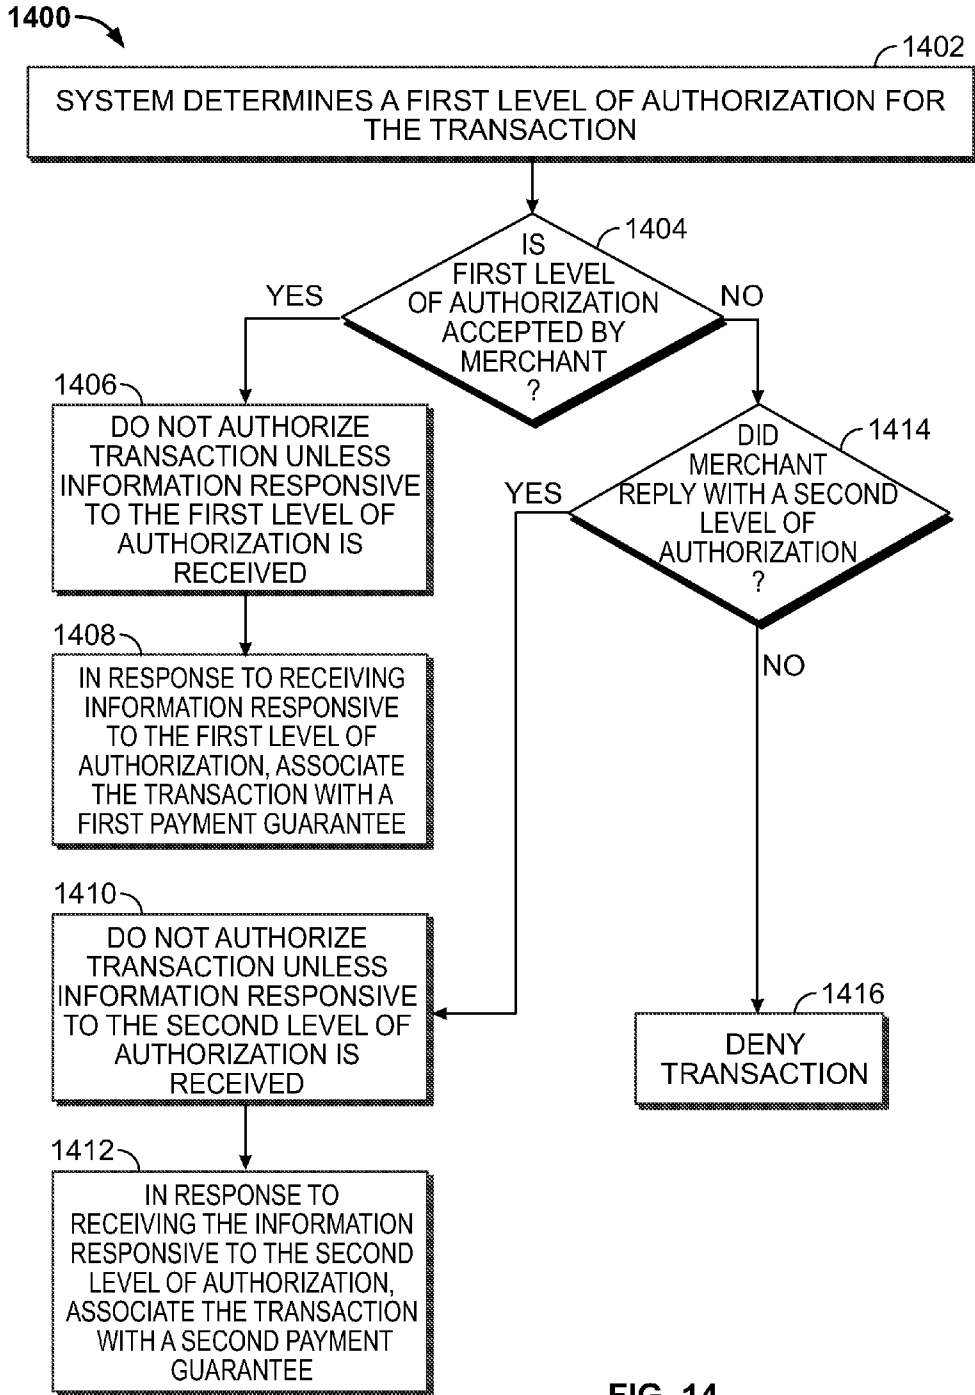 1400
1402
SYSTEM DETERMINES A FIRST LEVEL OF AUTHORIZATION FOR
THE TRANSACTION
1404
IS
FIRST LEVEL
OF AUTHORIZATION
ACCEPTED BY
MERCHANT
?
YES
NO
1406
DO NOT AUTHORIZE
TRANSACTION UNLESS
INFORMATION RESPONSIVE
TO THE FIRST LEVEL OF
AUTHORIZATION IS
RECEIVED
1414
DID
MERCHANT
REPLY WITH A SECOND
LEVEL OF
AUTHORIZATION
?
YES
NO
1408
IN RESPONSE TO RECEIVING
INFORMATION RESPONSIVE
TO THE FIRST LEVEL OF
AUTHORIZATION, ASSOCIATE
THE TRANSACTION WITH A
FIRST PAYMENT GUARANTEE
1410
DO NOT AUTHORIZE
TRANSACTION UNLESS
INFORMATION RESPONSIVE
TO THE SECOND LEVEL OF
AUTHORIZATION IS
RECEIVED
1416
DENY
TRANSACTION
1412
IN RESPONSE TO
RECEIVING THE INFORMATION
RESPONSIVE TO THE SECOND
LEVEL OF AUTHORIZATION,
ASSOCIATE THE TRANSACTION
WITH A SECOND PAYMENT
GUARANTEE
FIG. 14